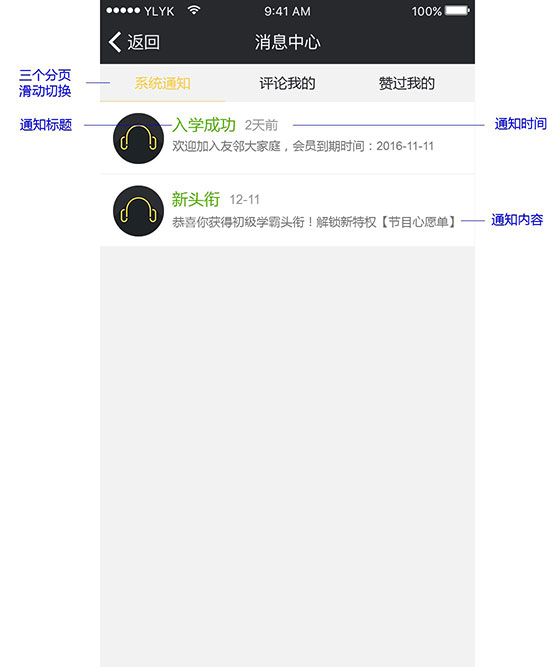 YLYK 9:41 AM 100%
返回 消息中心
三个分页
滑动切换
系统通知 评论我的 赞过我的
通知标题 入学成功 2天前 通知时间
欢迎加入友邻大家庭，会员到期时间：2016-11-11
新头衔 12-11
恭喜你获得初级学霸头衔！解锁新特权【节目心愿单】 通知内容